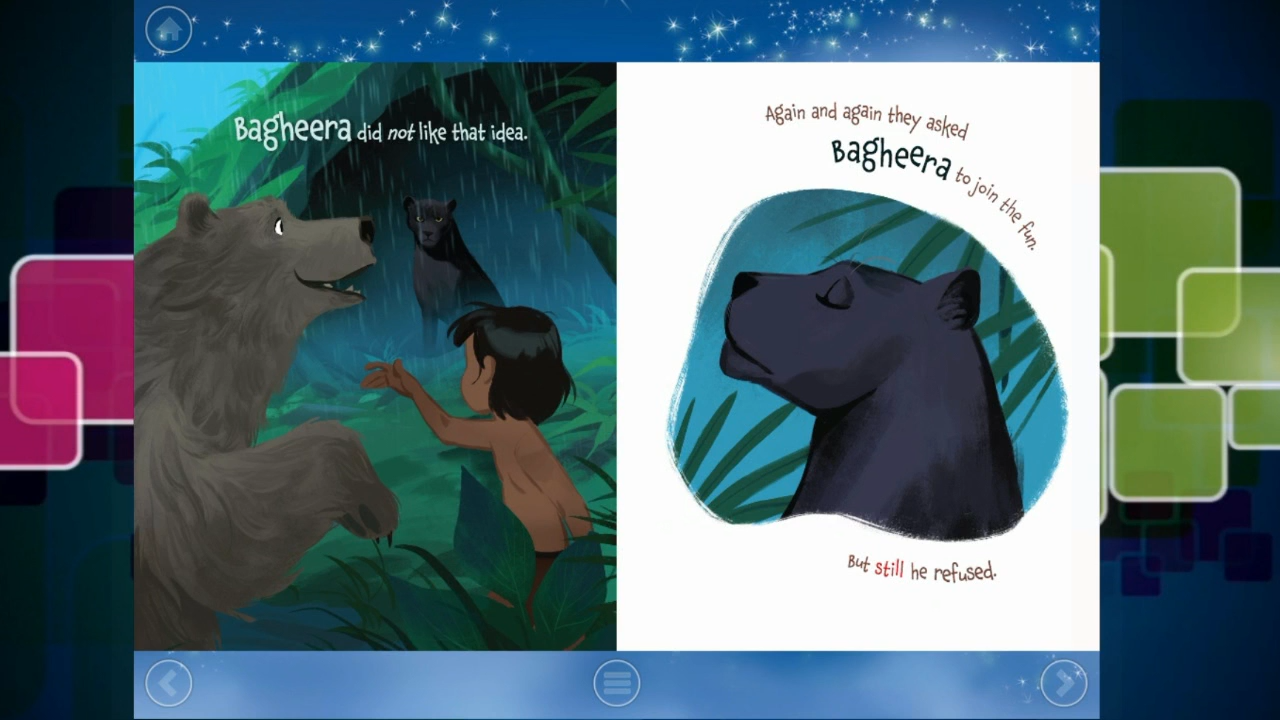 Bagheera did not like that idea.
Again and again they asked
Bagheera to join the fun.
But still he refused.